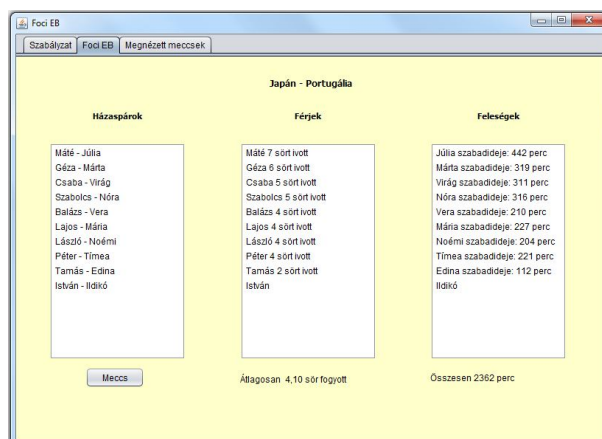 Foci EB
Szabályzat Foci EB Megnézett meccsek
Japán - Portugália
Házaspárok
Máté - Júlia
Géza - Márta
Csaba - Virág
Szabolcs - Nóra
Balázs - Vera
Lajos - Mária
László - Noémi
Péter - Tímea
Tamás - Edina
István - Ildikó
Meccs
Férjek
Máté 7 sört ivott
Géza 6 sört ivott
Csaba 5 sört ivott
Szabolcs 5 sört ivott
Balázs 4 sört ivott
Lajos 4 sört ivott
László 4 sört ivott
Péter 4 sört ivott
Tamás 2 sört ivott
István
Átlagosan 4,10 sör fogyott
Feleségek
Júlia szabadideje: 442 perc
Márta szabadideje: 319 perc
Virág szabadideje: 311 perc
Nóra szabadideje: 316 perc
Vera szabadideje: 210 perc
Mária szabadideje: 227 perc
Noémi szabadideje: 204 perc
Tímea szabadideje: 221 perc
Edina szabadideje: 112 perc
Ildikó
Összesen 2362 perc